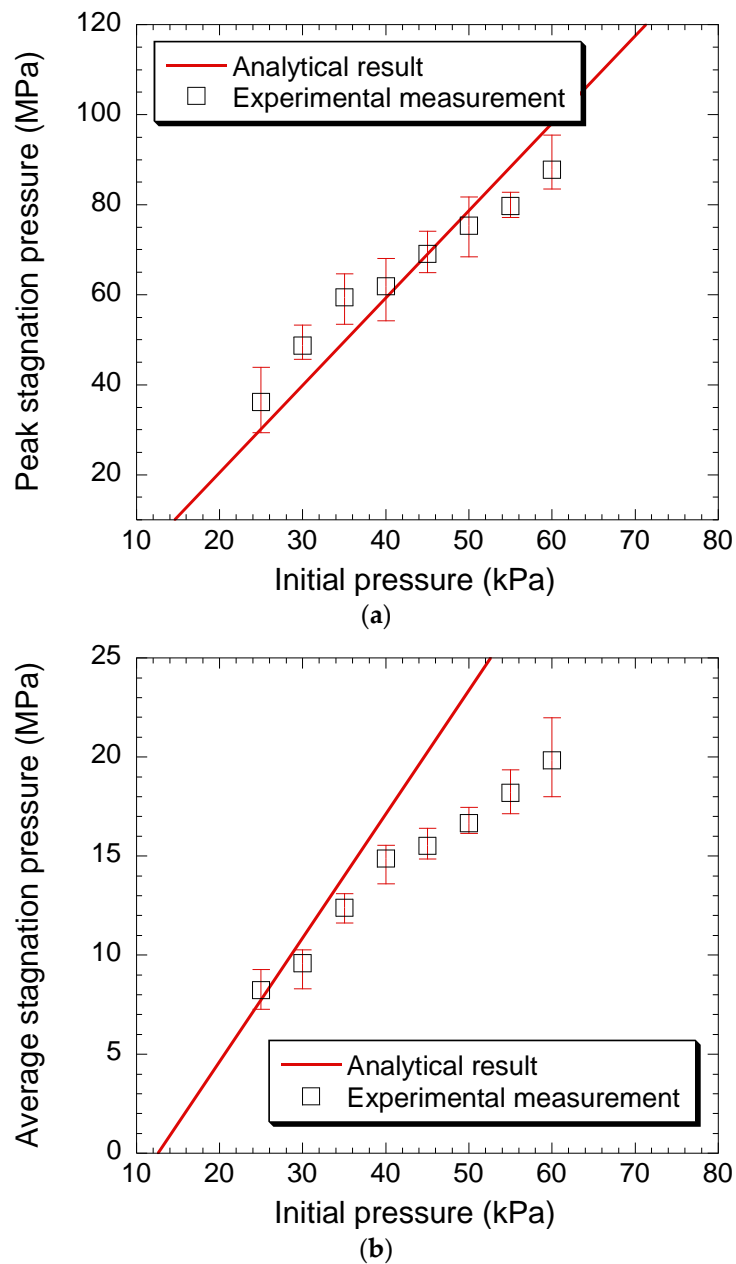 120
100
80
60
40
20
Peak stagnation pressure (MPa)
Analytical result
Experimental measurement
10 20 30 40 50 60 70 80
Initial pressure (kPa)
(a)
25
20
15
10
5
0
Average stagnation pressure (MPa)
Analytical result
Experimental measurement
10 20 30 40 50 60 70 80
Initial pressure (kPa)
(b)